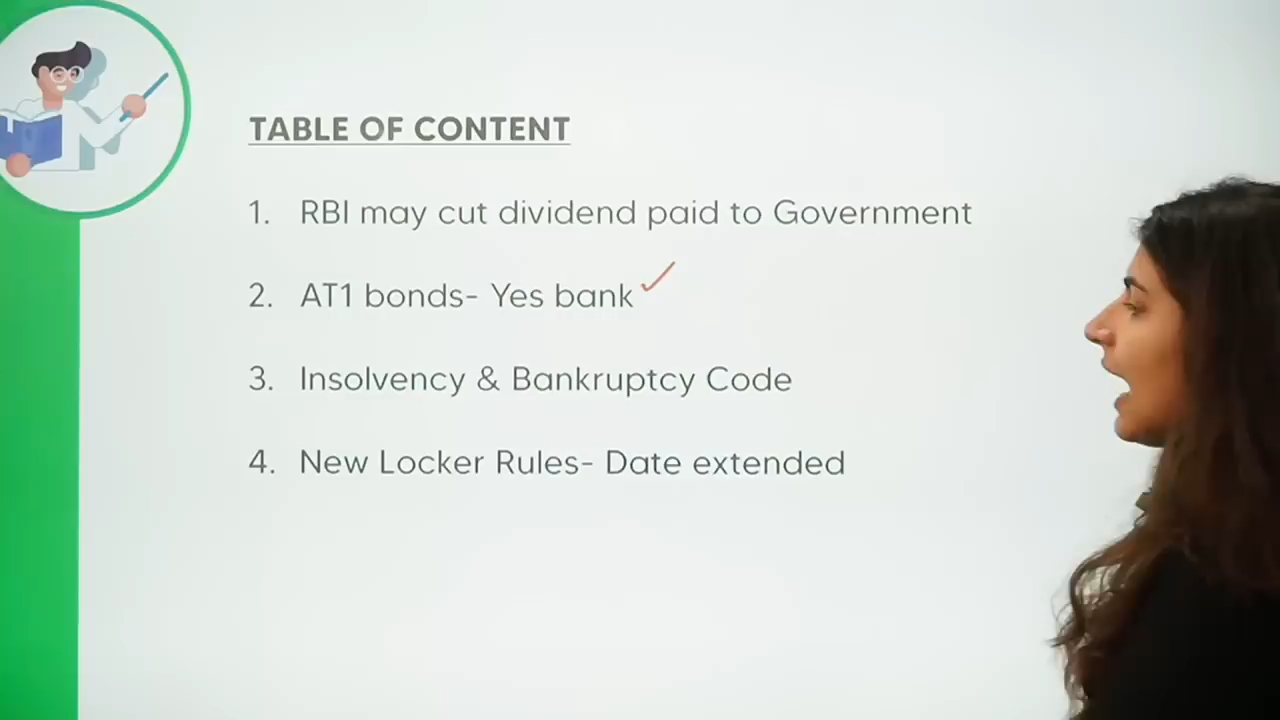 TABLE OF CONTENT
1. RBI may cut dividend paid to Government
2. AT1 bonds- Yes bank
3. Insolvency & Bankruptcy Code
4. New Locker Rules- Date extended